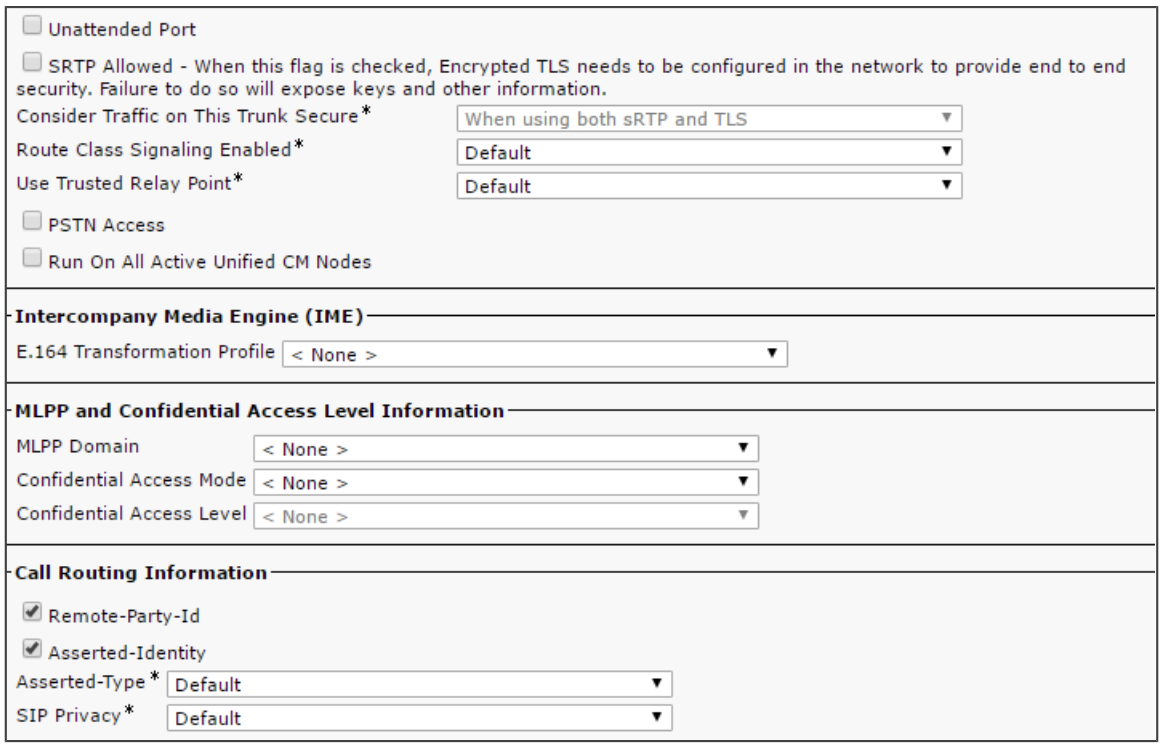 Unattended Port
SRTP Allowed - When this flag is checked, Encrypted TLS needs to be configured in the network to provide end to end
security. Failure to do so will expose keys and other information.
Consider Traffic on This Trunk Secure* When using both sRTP and TLS
Route Class Signaling Enabled* Default
Use Trusted Relay Point* Default
PSTN Access
Run On All Active Unified CM Nodes
Intercompany Media Engine (IME)
E.164 Transformation Profile < None >
MLPP and Confidential Access Level Information
MLPP Domain < None >
Confidential Access Mode < None >
Confidential Access Level < None >
Call Routing Information
Remote-Party-Id
Asserted-Identity
Asserted-Type* Default
SIP Privacy* Default